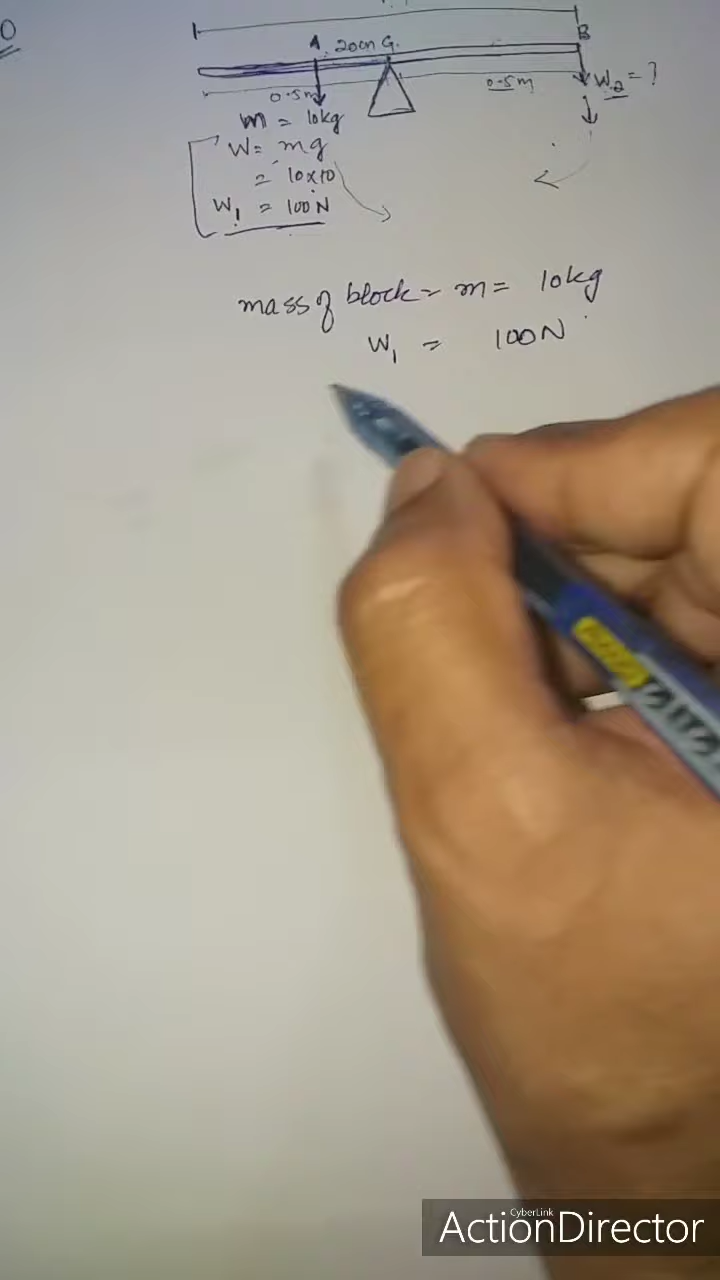 0
A 20cm G B
0.5m 0.5m W2 = ?
m = 10kg
W = mg
= 10×10
W1 = 100N
mass of block = m = 10kg
W1 = 100N
CyberLink
ActionDirector